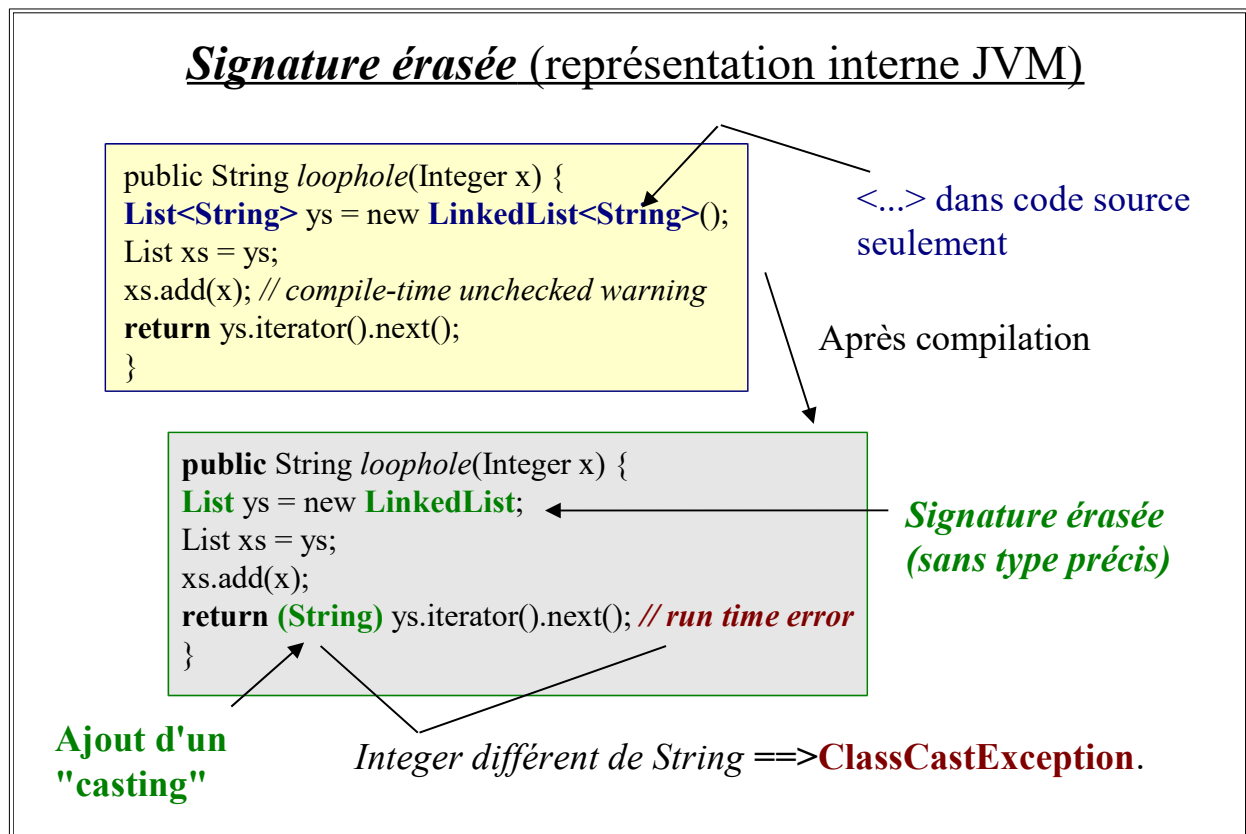 Signature érasée (représentation interne JVM)
public String loophole(Integer x) {
List<String> ys = new LinkedList<String>();
List xs = ys;
xs.add(x); // compile-time unchecked warning
return ys.iterator().next();
}
<...> dans code source
seulement
Après compilation
public String loophole(Integer x) {
List ys = new LinkedList;
List xs = ys;
xs.add(x);
return (String) ys.iterator().next(); // run time error
}
Signature érasée
(sans type précis)
Ajout d'un
"casting"
Integer différent de String ==>ClassCastException.